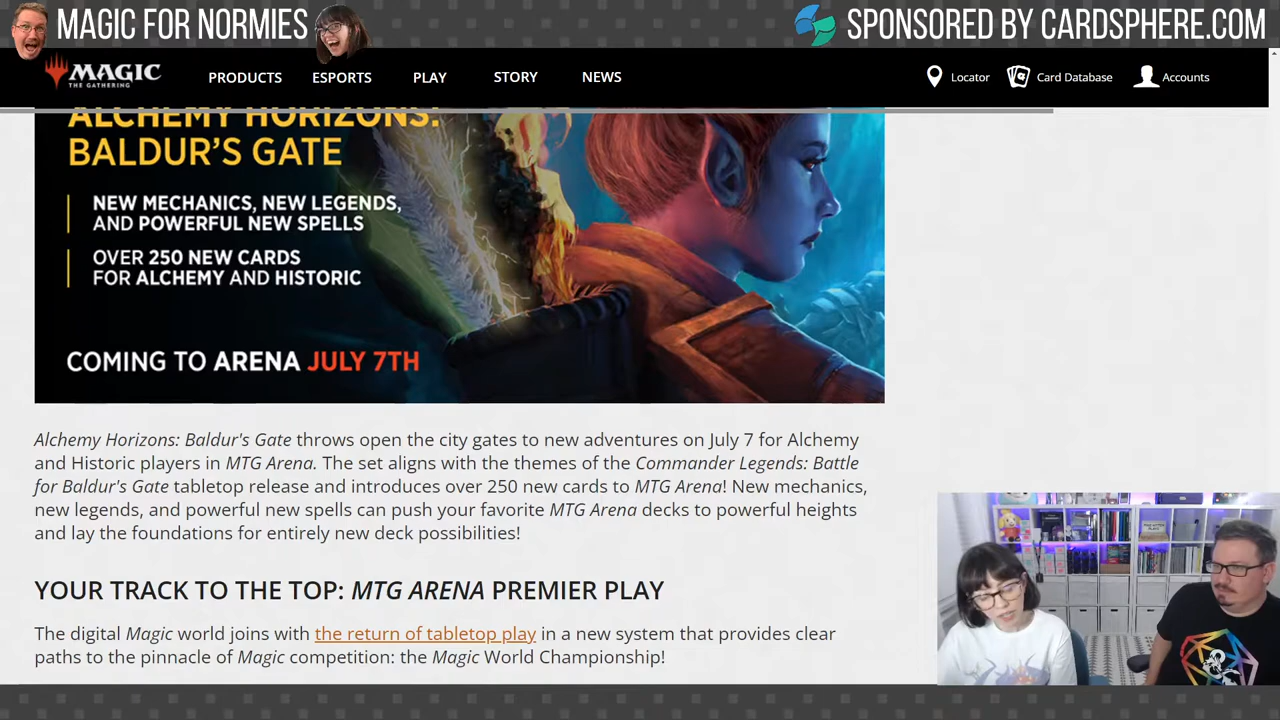 MAGIC FOR NORMIES
SPONSORED BY CARDSPHERE.COM
MAGIC
THE GATHERING
PRODUCTS
ESPORTS
PLAY
STORY
NEWS
Locator
Card Database
Accounts
ALCHEMY HORIZONS:
BALDUR'S GATE
NEW MECHANICS, NEW LEGENDS,
AND POWERFUL NEW SPELLS
OVER 250 NEW CARDS
FOR ALCHEMY AND HISTORIC
COMING TO ARENA JULY 7TH
Alchemy Horizons: Baldur's Gate throws open the city gates to new adventures on July 7 for Alchemy
and Historic players in MTG Arena. The set aligns with the themes of the Commander Legends: Battle
for Baldur's Gate tabletop release and introduces over 250 new cards to MTG Arena! New mechanics,
new legends, and powerful new spells can push your favorite MTG Arena decks to powerful heights
and lay the foundations for entirely new deck possibilities!
YOUR TRACK TO THE TOP: MTG ARENA PREMIER PLAY
The digital Magic world joins with the return of tabletop play in a new system that provides clear
paths to the pinnacle of Magic competition: the Magic World Championship!